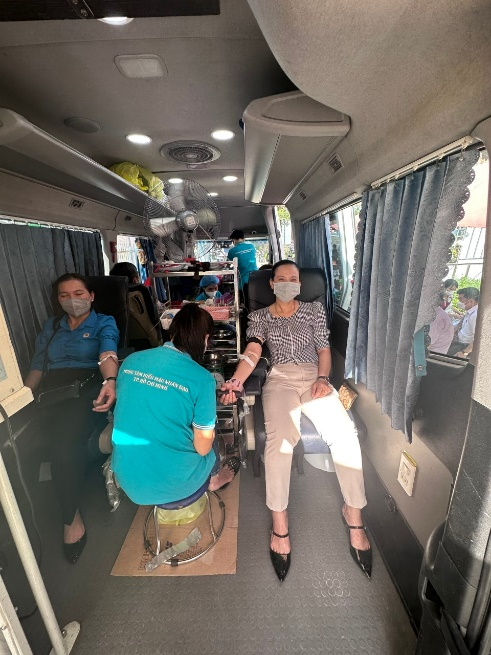 TRUNG TÂM HIẾN MÁU NHÂN ĐẠO
TP. HỒ CHÍ MINH